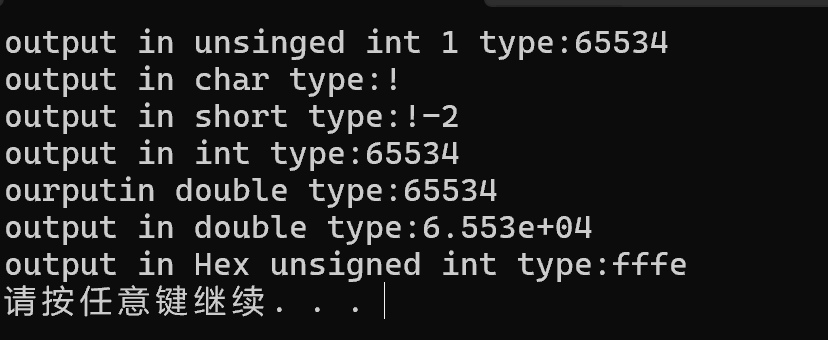 output in unsinged int 1 type:65534
output in char type:!
output in short type:!-2
output in int type:65534
ourputin double type:65534
output in double type:6.553e+04
output in Hex unsigned int type:fffe
请按任意键继续. . .